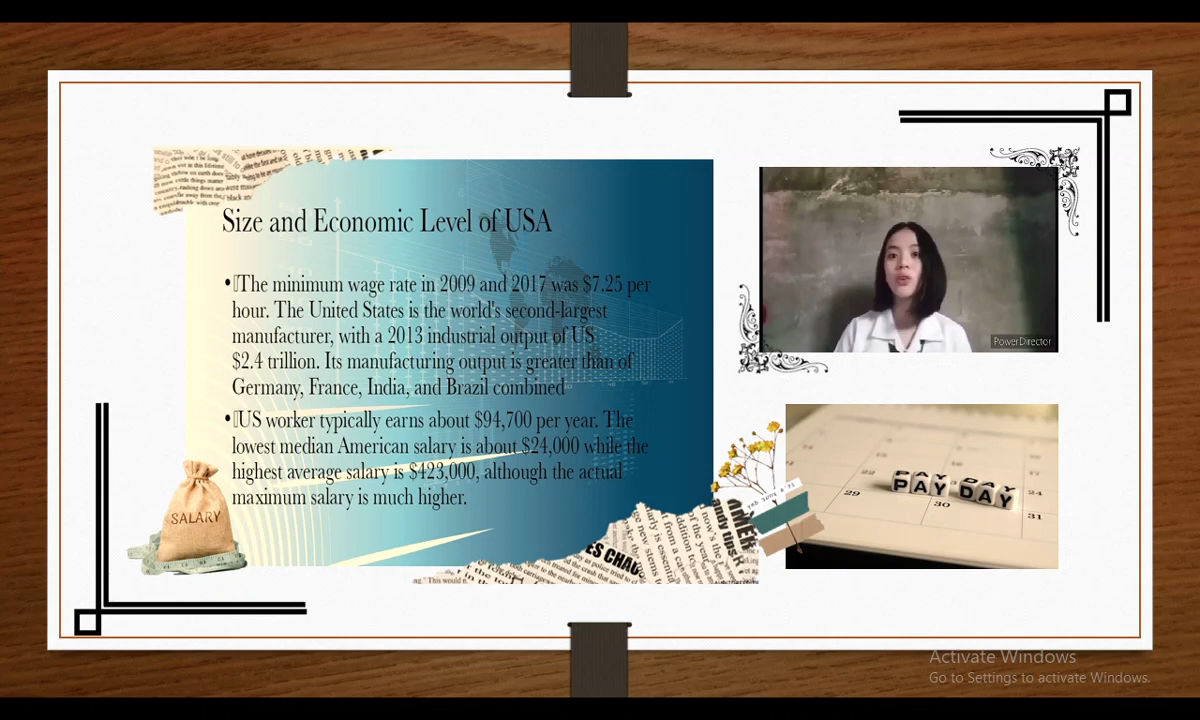 Size and Economic Level of USA
• The minimum wage rate in 2009 and 2017 was $7.25 per
hour. The United States is the world's second-largest
manufacturer, with a 2013 industrial output of US
$2.4 trillion. Its manufacturing output is greater than of
Germany, France, India, and Brazil combined
• US worker typically earns about $94,700 per year. The
lowest median American salary is about $24,000 while the
highest average salary is $423,000, although the actual
maximum salary is much higher.
SALARY
PowerDirector
PAY DAY
22
24
29
30
31
andy tips
Activate Windows
Go to Settings to activate Windows.